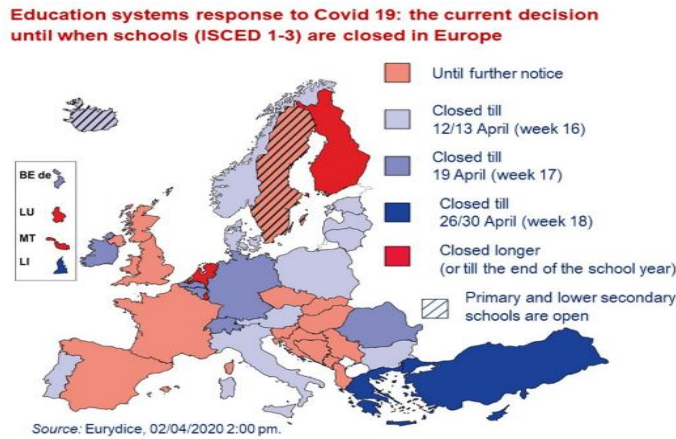 Education systems response to Covid 19: the current decision
until when schools (ISCED 1-3) are closed in Europe
Until further notice
Closed till
12/13 April (week 16)
Closed till
19 April (week 17)
Closed till
26/30 April (week 18)
Closed longer
(or till the end of the school year)
Primary and lower secondary
schools are open
BE de
LU
MT
LI
Source: Eurydice, 02/04/2020 2:00 pm.